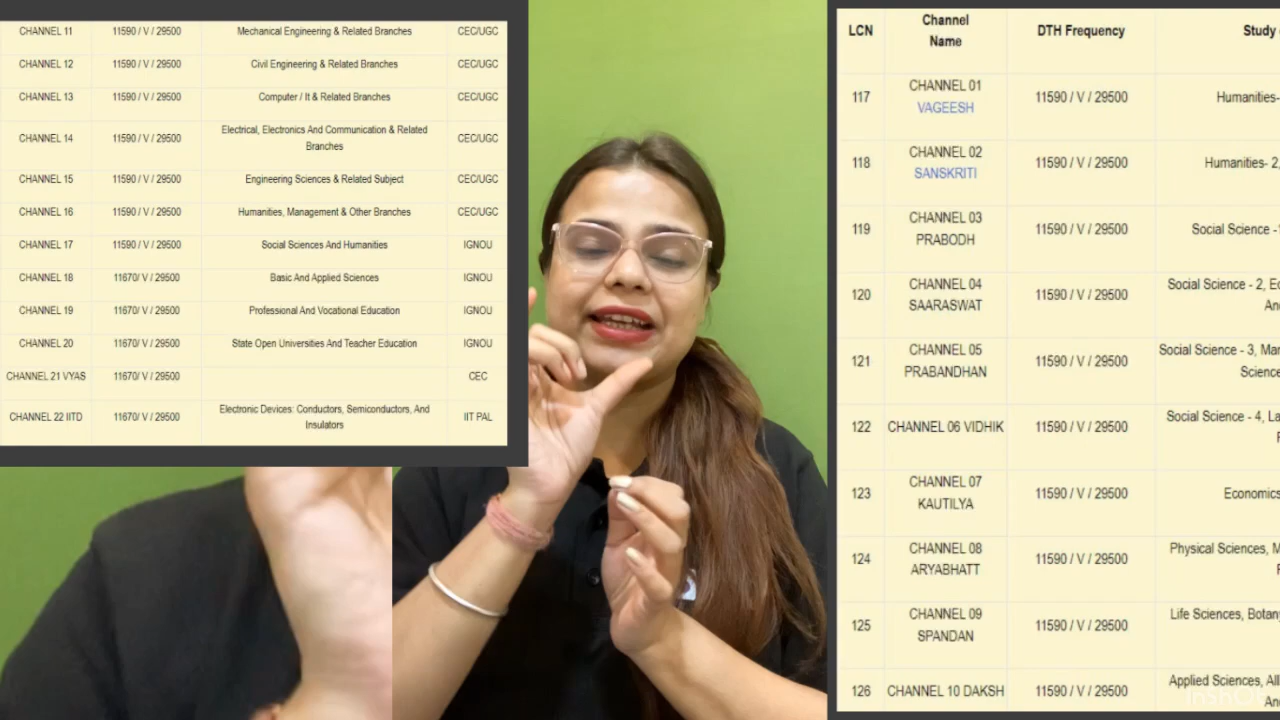 CHANNEL 11 11590 / V / 29500 Mechanical Engineering & Related Branches CEC/UGC
CHANNEL 12 11590 / V / 29500 Civil Engineering & Related Branches CEC/UGC
CHANNEL 13 11590 / V / 29500 Computer / It & Related Branches CEC/UGC
CHANNEL 14 11590 / V / 29500 Electrical, Electronics And Communication & Related CEC/UGC
Branches
CHANNEL 15 11590 / V / 29500 Engineering Sciences & Related Subject CEC/UGC
CHANNEL 16 11590 / V / 29500 Humanities, Management & Other Branches CEC/UGC
CHANNEL 17 11590 / V / 29500 Social Sciences And Humanities IGNOU
CHANNEL 18 11670/ V / 29500 Basic And Applied Sciences IGNOU
CHANNEL 19 11670/ V / 29500 Professional And Vocational Education IGNOU
CHANNEL 20 11670/ V / 29500 State Open Universities And Teacher Education IGNOU
CHANNEL 21 VYAS 11670/ V / 29500 CEC
CHANNEL 22 IITD 11670/ V / 29500 Electronic Devices: Conductors, Semiconductors, And IIT PAL
Insulators
LCN Channel DTH Frequency Study
Name
117 CHANNEL 01 11590 / V / 29500 Humanities-
VAGEESH
118 CHANNEL 02 11590 / V / 29500 Humanities- 2,
SANSKRITI
119 CHANNEL 03 11590 / V / 29500 Social Science -
PRABODH
120 CHANNEL 04 11590 / V / 29500 Social Science - 2,
SAARASWAT
121 CHANNEL 05 11590 / V / 29500 Social Science - 3,
PRABANDHAN Science
122 CHANNEL 06 VIDHIK 11590 / V / 29500 Social Science - 4,
123 CHANNEL 07 11590 / V / 29500 Economics
KAUTILYA
124 CHANNEL 08 11590 / V / 29500 Physical Sciences,
ARYABHATT
125 CHANNEL 09 11590 / V / 29500 Life Sciences,
SPANDAN
126 CHANNEL 10 DAKSH 11590 / V / 29500 Applied Sciences,